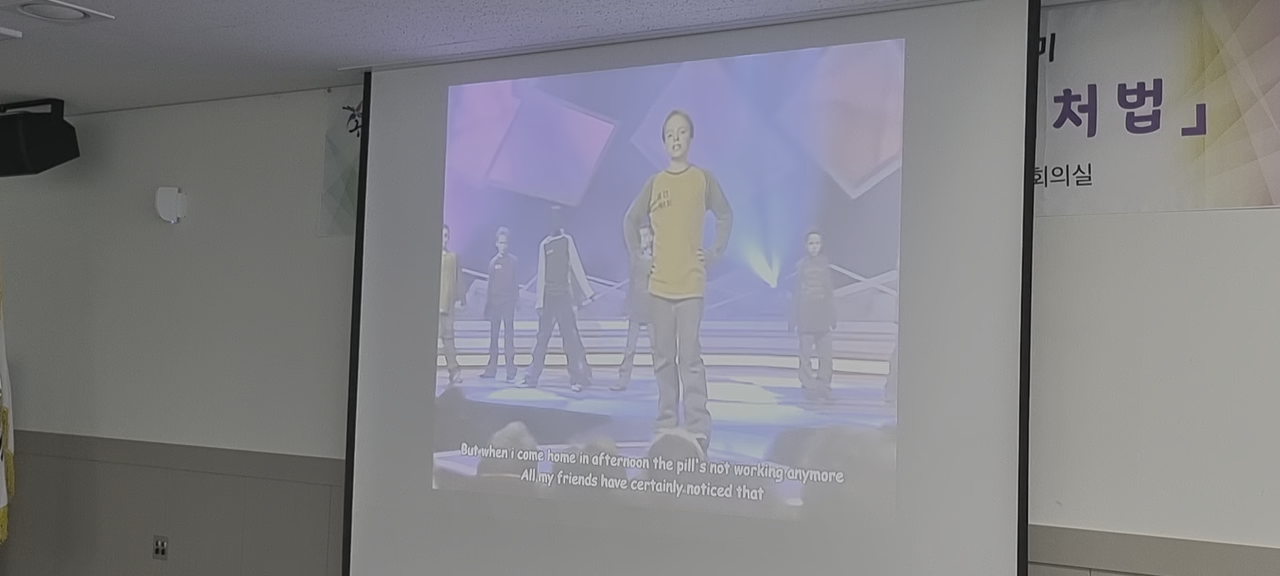 미
처법」
회의실
But when i come home in afternoon the pill's not working anymore
All my friends have certainly noticed that